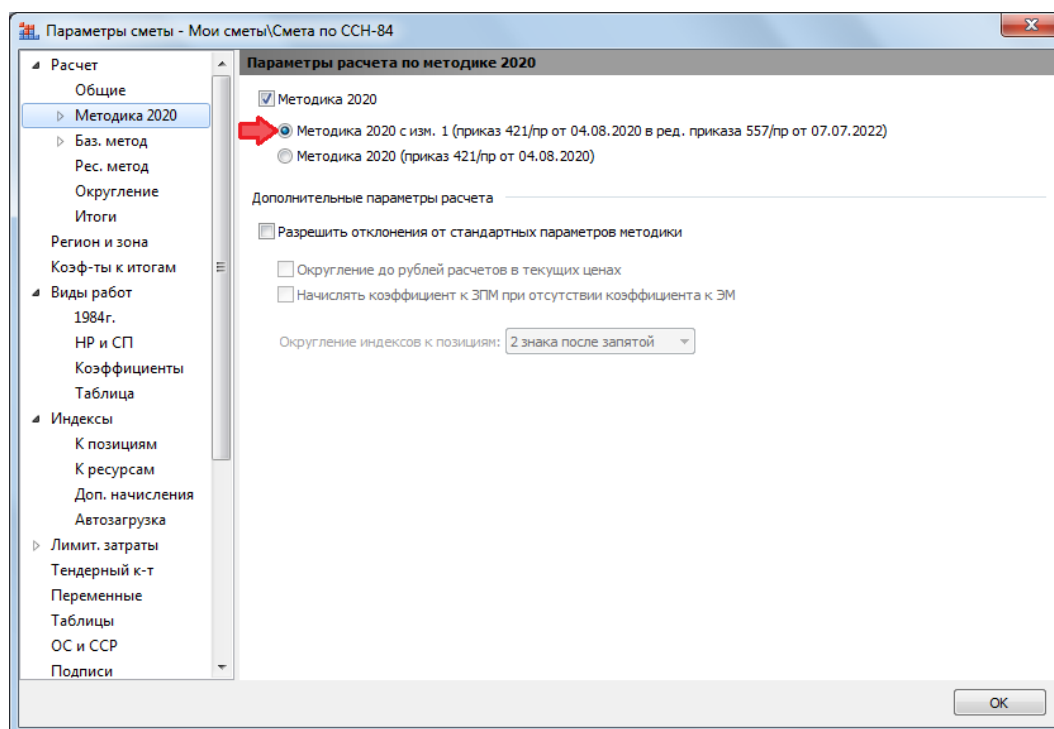 Параметры сметы - Мои сметы\Смета по ССН-84
Расчет
Общие
Методика 2020
Баз. метод
Рес. метод
Округление
Итоги
Регион и зона
Коэф-ты к итогам
Виды работ
1984г.
НР и СП
Коэффициенты
Таблица
Индексы
К позициям
К ресурсам
Доп. начисления
Автозагрузка
Лимит. затраты
Тендерный к-т
Переменные
Таблицы
ОС и ССР
Подписи
Параметры расчета по методике 2020
Методика 2020
Методика 2020 с изм. 1 (приказ 421/пр от 04.08.2020 в ред. приказа 557/пр от 07.07.2022)
Методика 2020 (приказ 421/пр от 04.08.2020)
Дополнительные параметры расчета
Разрешить отклонения от стандартных параметров методики
Округление до рублей расчетов в текущих ценах
Начислять коэффициент к ЗПМ при отсутствии коэффициента к ЭМ
Округление индексов к позициям: 2 знака после запятой
ОК